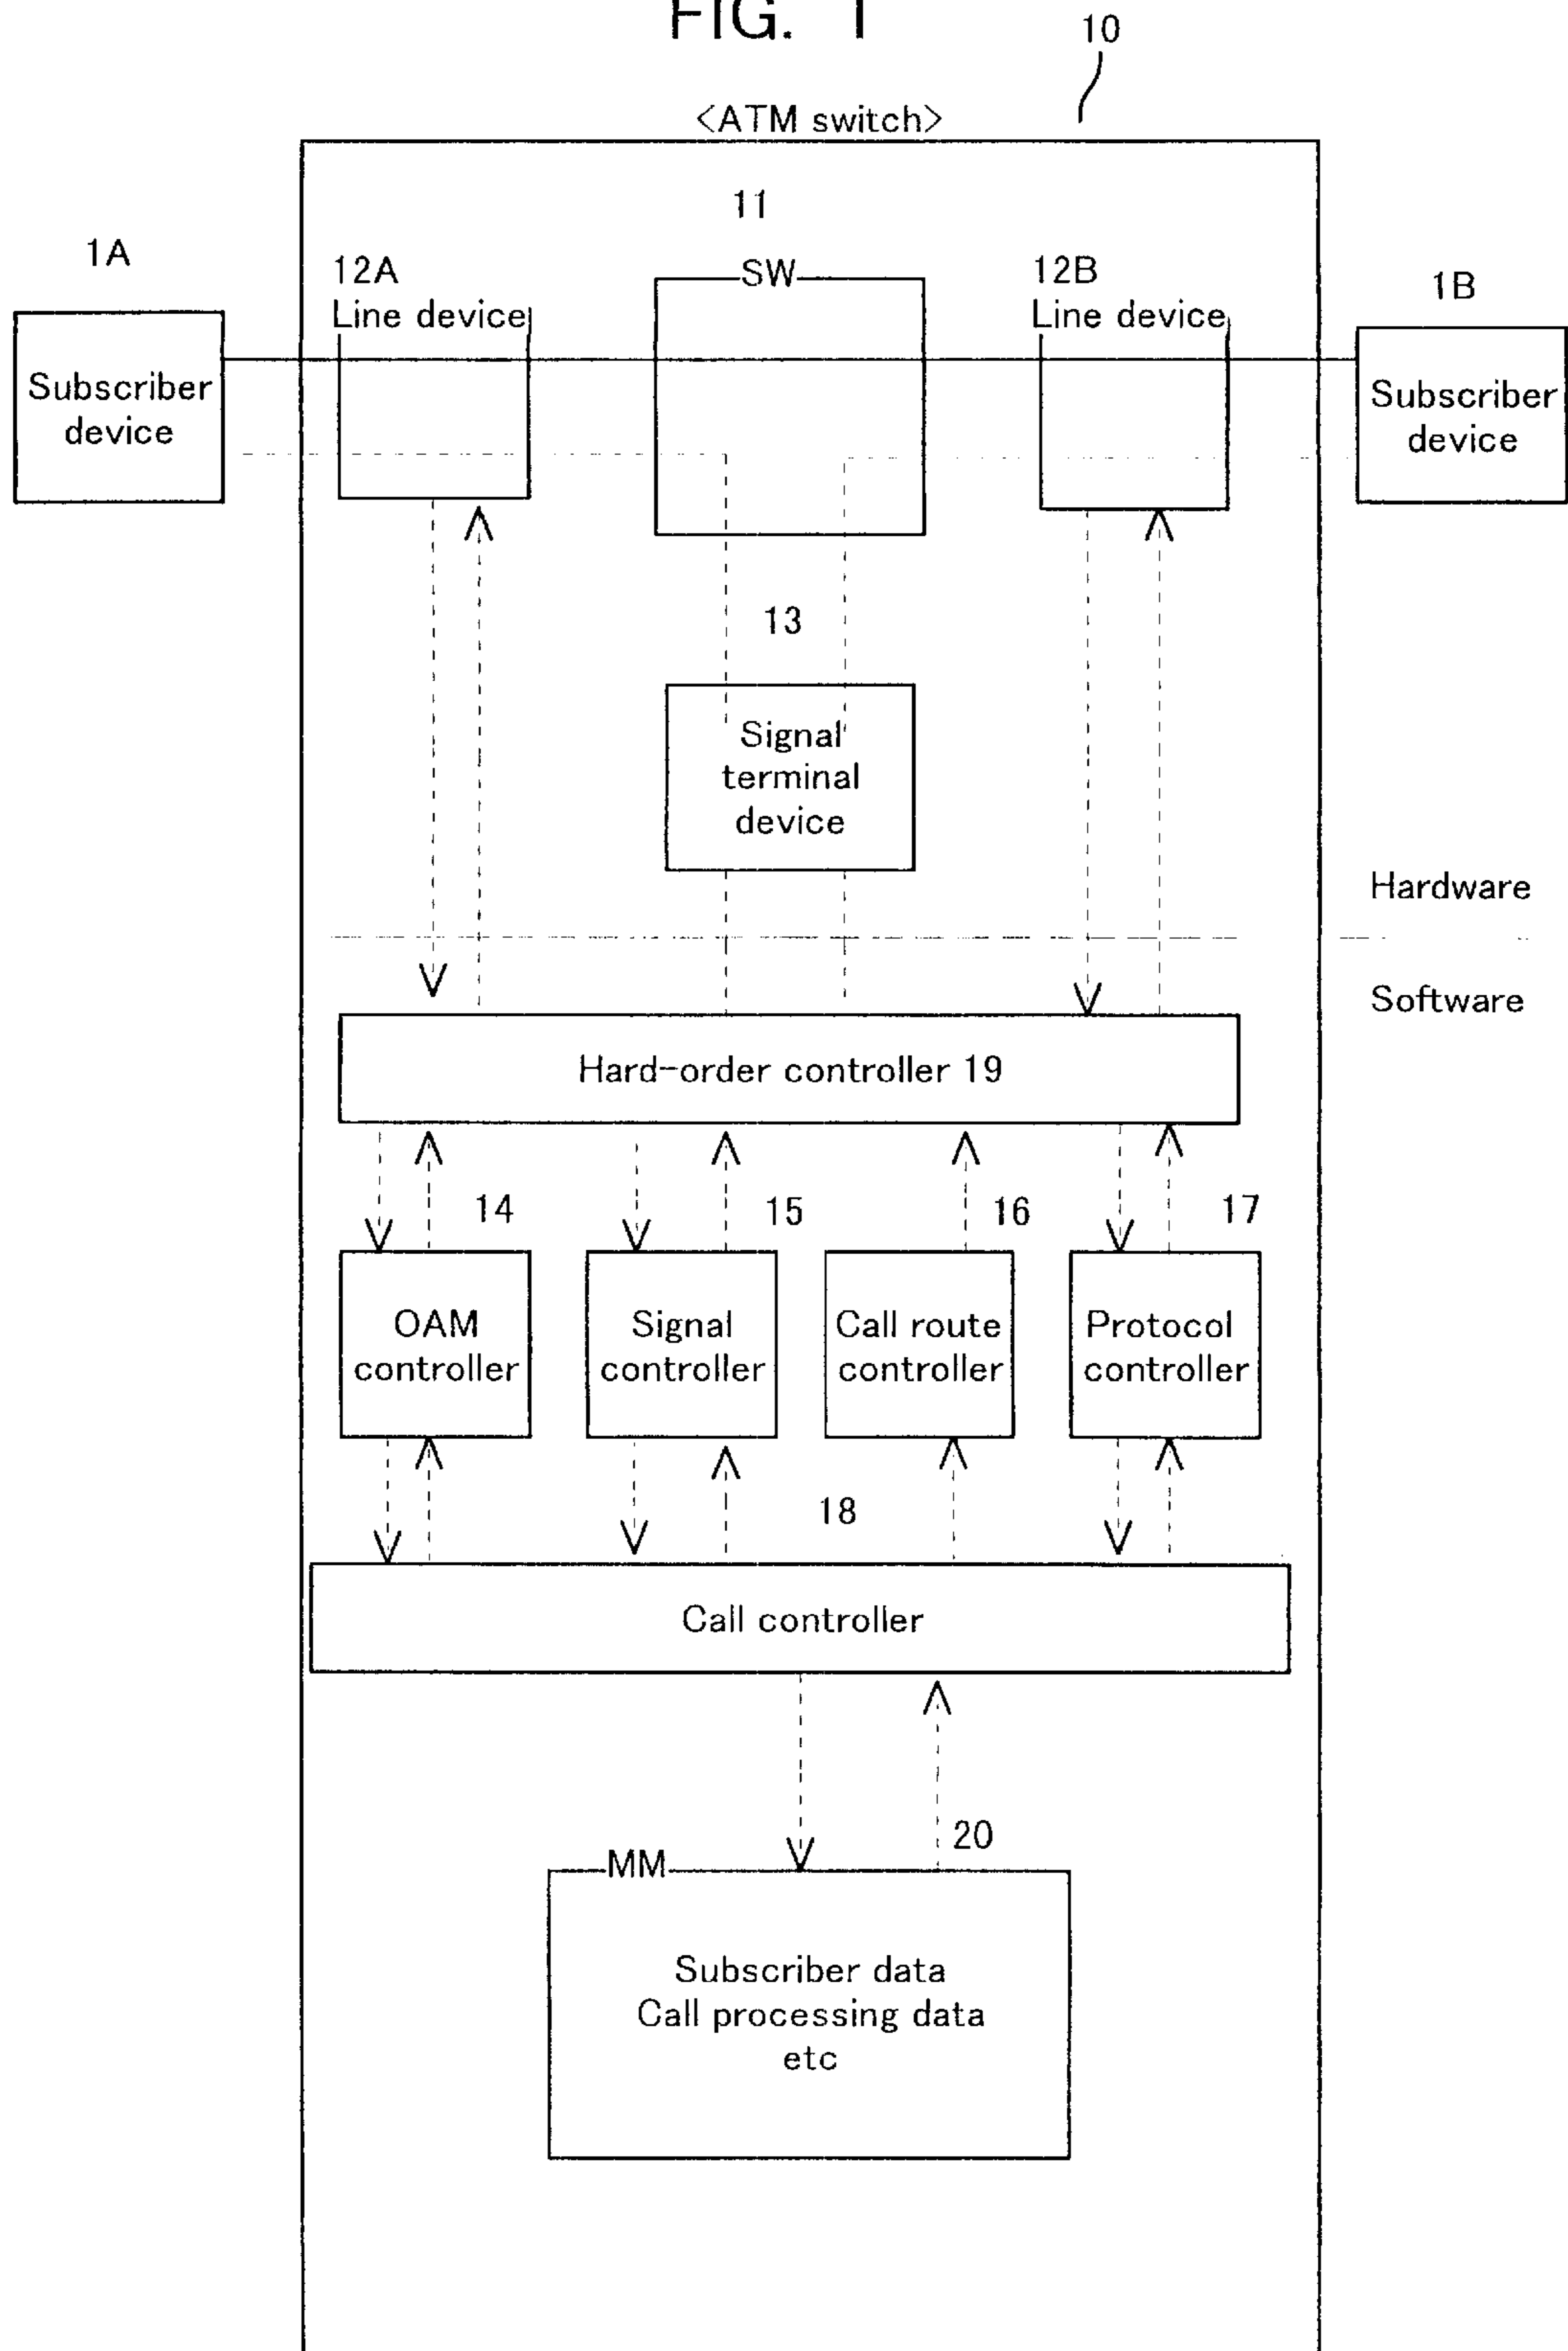 FIG. 1
10
<ATM switch>
11
1A
12A
Line device
SW
12B
Line device
1B
Subscriber
device
Subscriber
device
13
Signal
terminal
device
Hardware
Software
Hard-order controller 19
14
15
16
17
OAM
controller
Signal
controller
Call route
controller
Protocol
controller
18
Call controller
20
MM
Subscriber data
Call processing data
etc